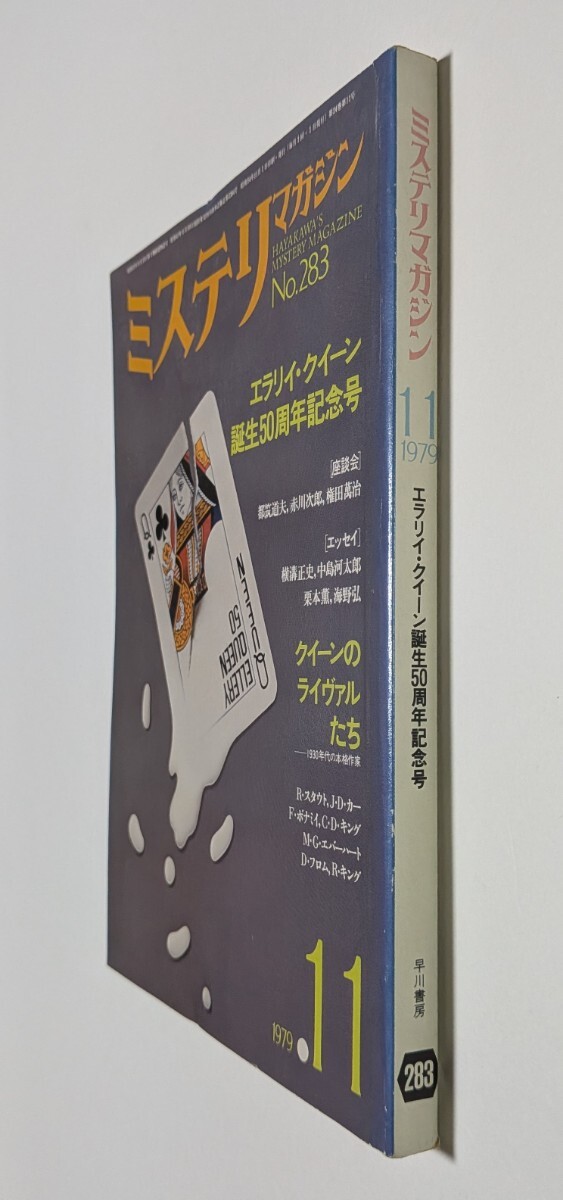 ミステリマガジン
HAYAKAWA'S
MYSTERY MAGAZINE
No.283
エラリイ・クイーン
誕生50周年記念号
[座談会]
都筑道夫,赤川次郎,権田萬治
[エッセイ]
横溝正史,中島河太郎
栗本薫,海野弘
クイーンの
ライヴァル
たち
——1930年代の本格作家
R・スタウト,J・D・カー
F・ボナミイ,C・D・キング
M・G・エバーハート
D・フロム,R・キング
Q
QUEEN
ELLERY
QUEEN
50
1979
11
ミステリマガジン
11
1979
エラリイ・クイーン誕生50周年記念号
早川書房
283